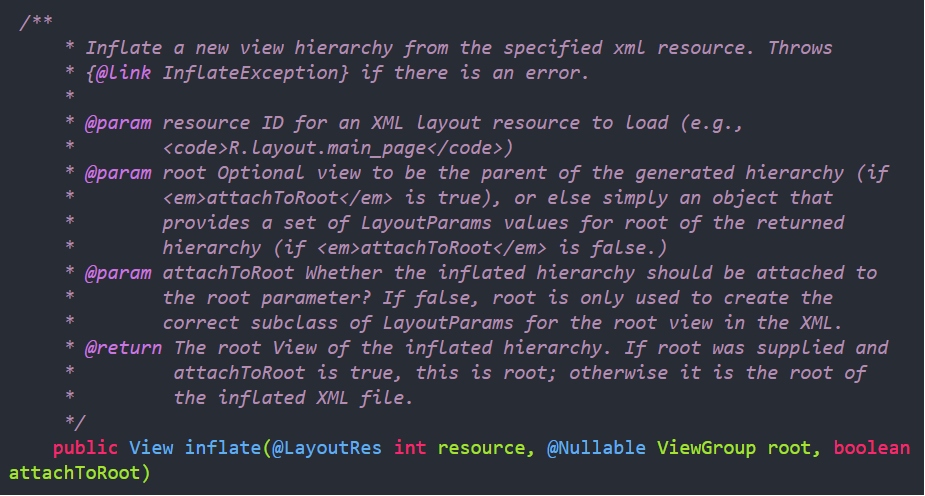 /**
* Inflate a new view hierarchy from the specified xml resource. Throws
* {@link InflateException} if there is an error.
*
* @param resource ID for an XML layout resource to load (e.g.,
* <code>R.layout.main_page</code>)
* @param root Optional view to be the parent of the generated hierarchy (if
* <em>attachToRoot</em> is true), or else simply an object that
* provides a set of LayoutParams values for root of the returned
* hierarchy (if <em>attachToRoot</em> is false.)
* @param attachToRoot Whether the inflated hierarchy should be attached to
* the root parameter? If false, root is only used to create the
* correct subclass of LayoutParams for the root view in the XML.
* @return The root View of the inflated hierarchy. If root was supplied and
* attachToRoot is true, this is root; otherwise it is the root of
* the inflated XML file.
*/
public View inflate(@LayoutRes int resource, @Nullable ViewGroup root, boolean
attachToRoot)